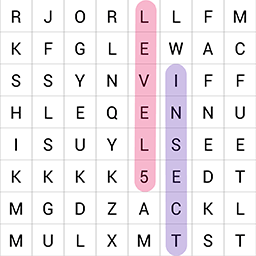 R J O R L L F M
K F G L E W A C
S S Y N V I F F
H L E Q E N N U
I S U Y L S E E
K K K K 5 E D T
M G D Z A C K L
M U L X M T S T